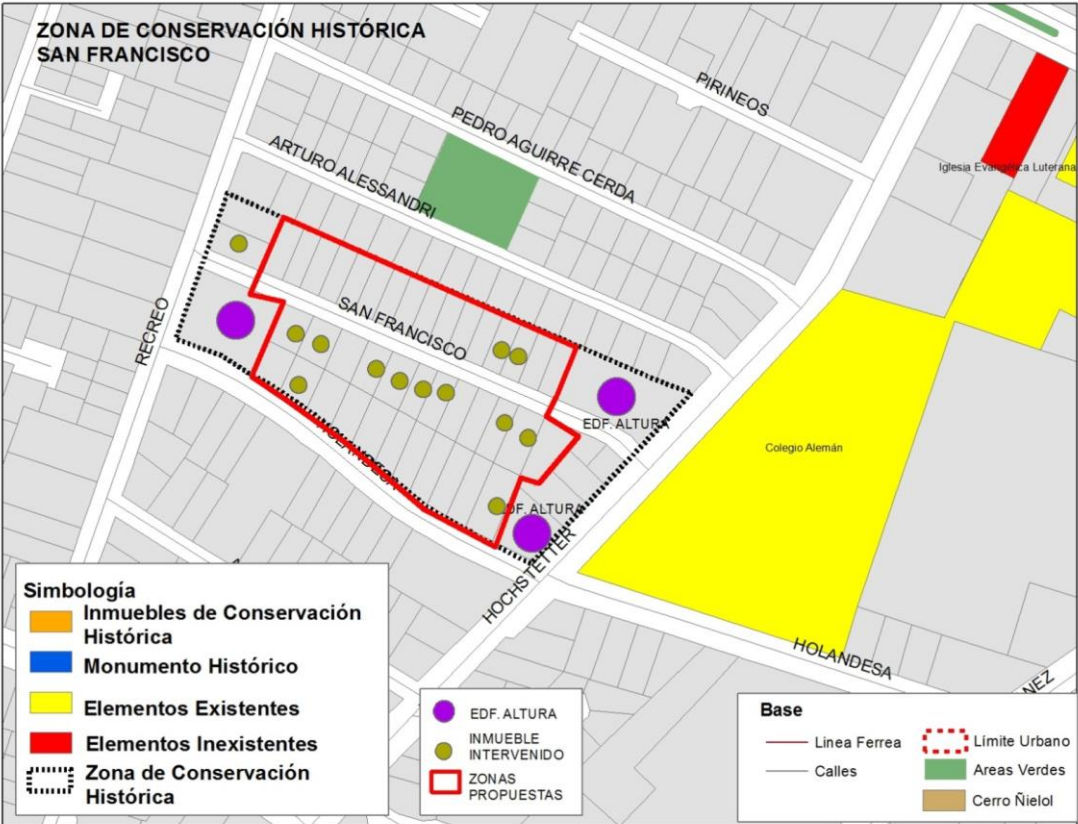 ZONA DE CONSERVACIÓN HISTÓRICA
SAN FRANCISCO
PIRINEOS
PEDRO AGUIRRE CERDA
ARTURO ALESSANDRI
Iglesia Evangélica Luterana
RECREO
SAN FRANCISCO
EDF. ALTURA
Colegio Alemán
DF. ALTURA
HOCHSTETTER
HOLANDESA
NEZ
Simbología
Inmuebles de Conservación
Histórica
Monumento Histórico
Elementos Existentes
Elementos Inexistentes
Zona de Conservación
Histórica
EDF. ALTURA
INMUEBLE
INTERVENIDO
ZONAS
PROPUESTAS
Base
Linea Ferrea
Calles
Límite Urbano
Areas Verdes
Cerro Ñielol